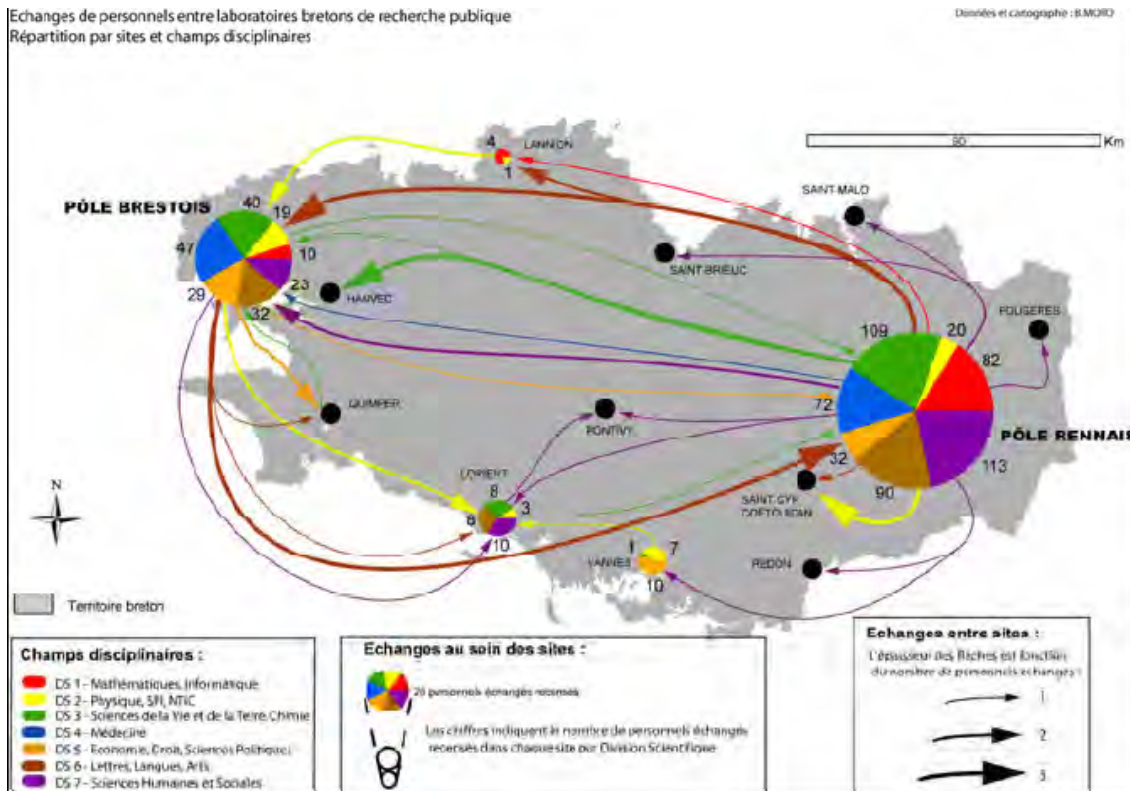 Echanges de personnels entre laboratoires bretons de recherche publique
Répartition par sites et champs disciplinaires
Données et cartographie : B.MORO
90 Km
4
LANNION
1
SAINT-MALO
PÔLE BRESTOIS
40
19
47
10
SAINT-BRIEUC
HANVEC
23
FOUGERES
29
32
109
20
82
72
QUIMPER
PONTIVY
PÔLE RENNAIS
32
113
LORIENT
8
SAINT-CYR
COËTQUIDAN
90
8
3
N
10
1
7
VANNES
REDON
10
Territoire breton
Champs disciplinaires :
DS 1 - Mathématiques, Informatique
DS 2 - Physique, SPI, NTIC
DS 3 - Sciences de la Vie et de la Terre, Chimie
DS 4 - Médecine
DS 5 - Economie, Droit, Sciences Politiques
DS 6 - Lettres, Langues, Arts
DS 7 - Sciences Humaines et Sociales
Echanges au sein des sites :
personnels échangés recensés
Les chiffres indiquent le nombre de personnels échangés
recensés dans chaque site par Division Scientifique
Echanges entre sites :
L'épaisseur des flèches est fonction
du nombre de personnels échangés :
1
2
3